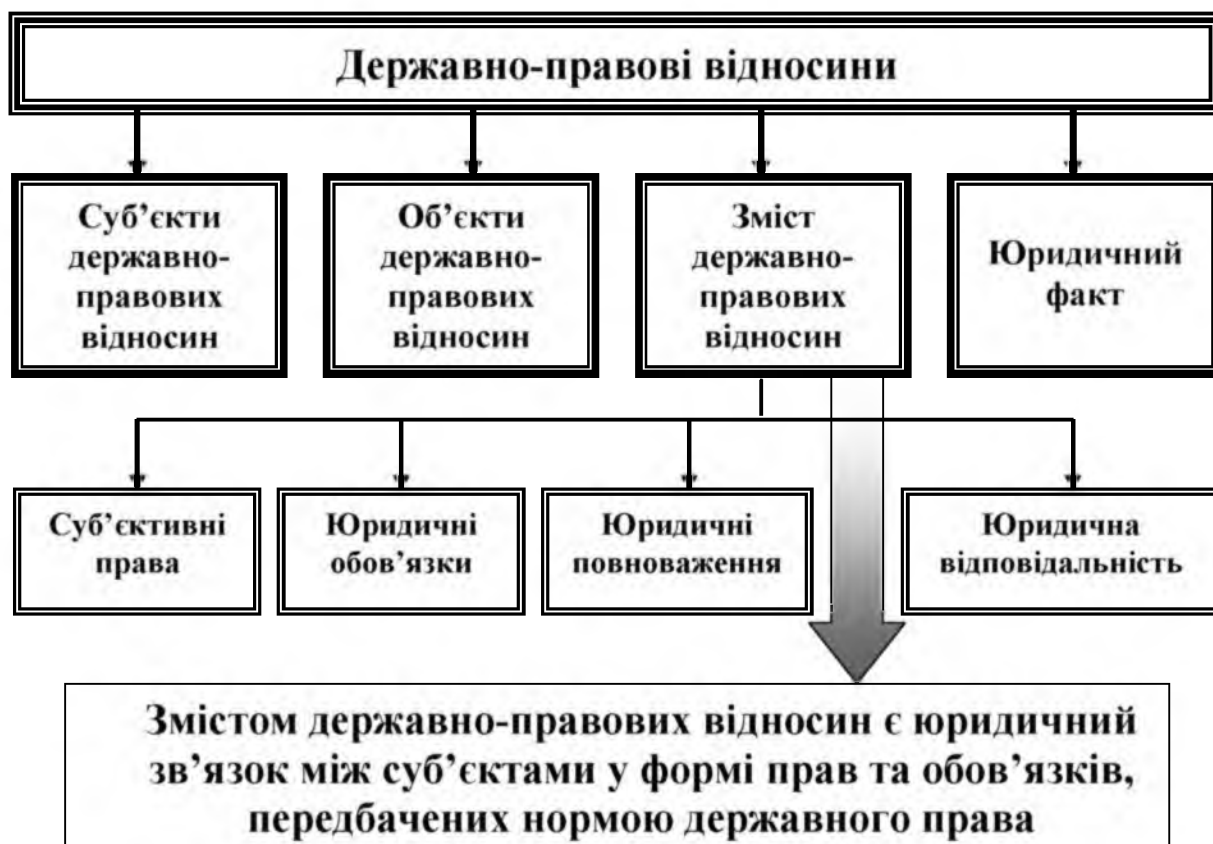 Державно-правові відносини
Суб’єкти
державно-
правових
відносин
Об’єкти
державно-
правових
відносин
Зміст
державно-
правових
відносин
Юридичний
факт
Суб’єктивні
права
Юридичні
обов’язки
Юридичні
повноваження
Юридична
відповідальність
Змістом державно-правових відносин є юридичний
зв’язок між суб’єктами у формі прав та обов’язків,
передбачених нормою державного права